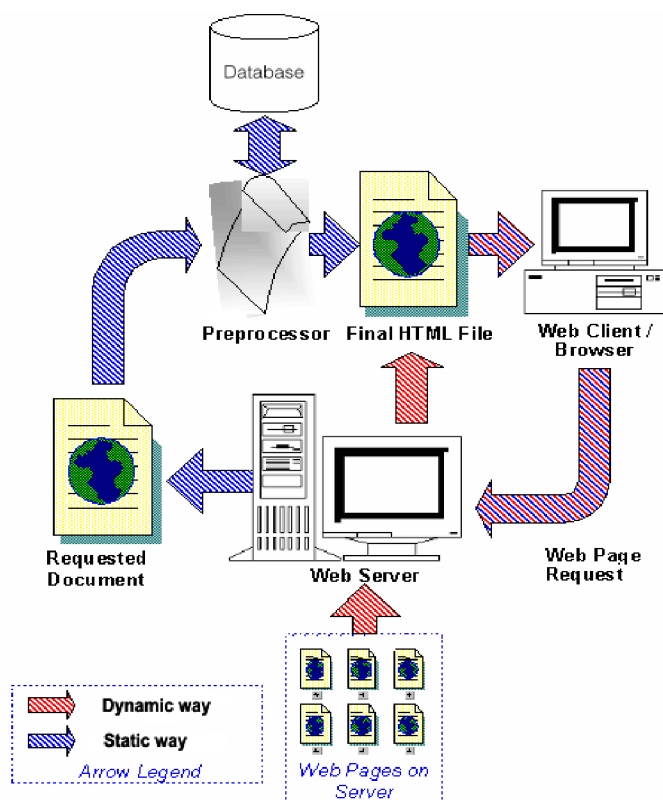 Database
Preprocessor
Final HTML File
Web Client /
Browser
Requested
Document
Web Server
Web Page
Request
Dynamic way
Static way
Arrow Legend
Web Pages on
Server